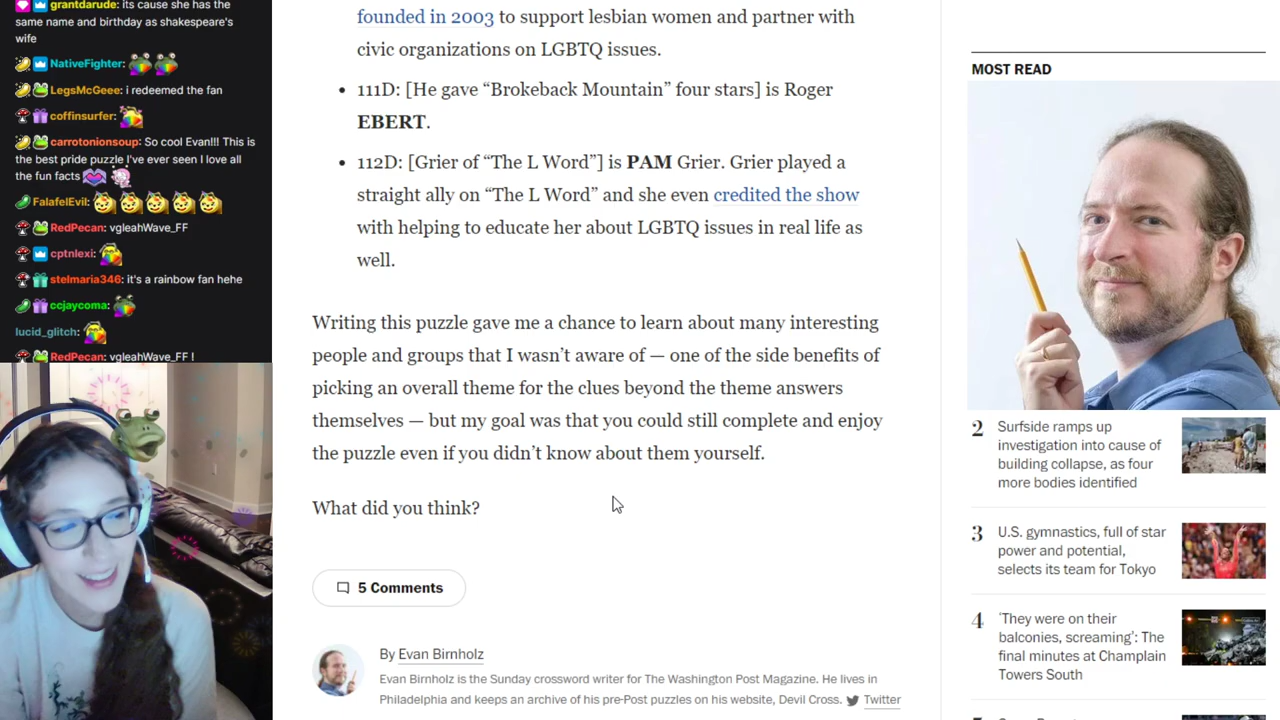 grantdarude: its cause she has the
same name and birthday as shakespeare's
wife
NativeFighter:
LegsMcGeee: i redeemed the fan
coffinsurfer:
carrotonionsoup: So cool Evan!!! This is
the best pride puzzle I've ever seen I love all
the fun facts
FalafelEvil:
RedPecan: vgleahWave_FF
cptnlexi:
stelmaria346: it's a rainbow fan hehe
ccjaycoma:
lucid_glitch:
RedPecan: vgleahWave_FF !
founded in 2003 to support lesbian women and partner with
civic organizations on LGBTQ issues.
• 111D: [He gave “Brokeback Mountain” four stars] is Roger
EBERT.
• 112D: [Grier of “The L Word”] is PAM Grier. Grier played a
straight ally on “The L Word” and she even credited the show
with helping to educate her about LGBTQ issues in real life as
well.
Writing this puzzle gave me a chance to learn about many interesting
people and groups that I wasn’t aware of — one of the side benefits of
picking an overall theme for the clues beyond the theme answers
themselves — but my goal was that you could still complete and enjoy
the puzzle even if you didn’t know about them yourself.
What did you think?
5 Comments
By Evan Birnholz
Evan Birnholz is the Sunday crossword writer for The Washington Post Magazine. He lives in
Philadelphia and keeps an archive of his pre-Post puzzles on his website, Devil Cross. Twitter
MOST READ
2 Surfside ramps up
investigation into cause of
building collapse, as four
more bodies identified
3 U.S. gymnastics, full of star
power and potential,
selects its team for Tokyo
4 ‘They were on their
balconies, screaming’: The
final minutes at Champlain
Towers South